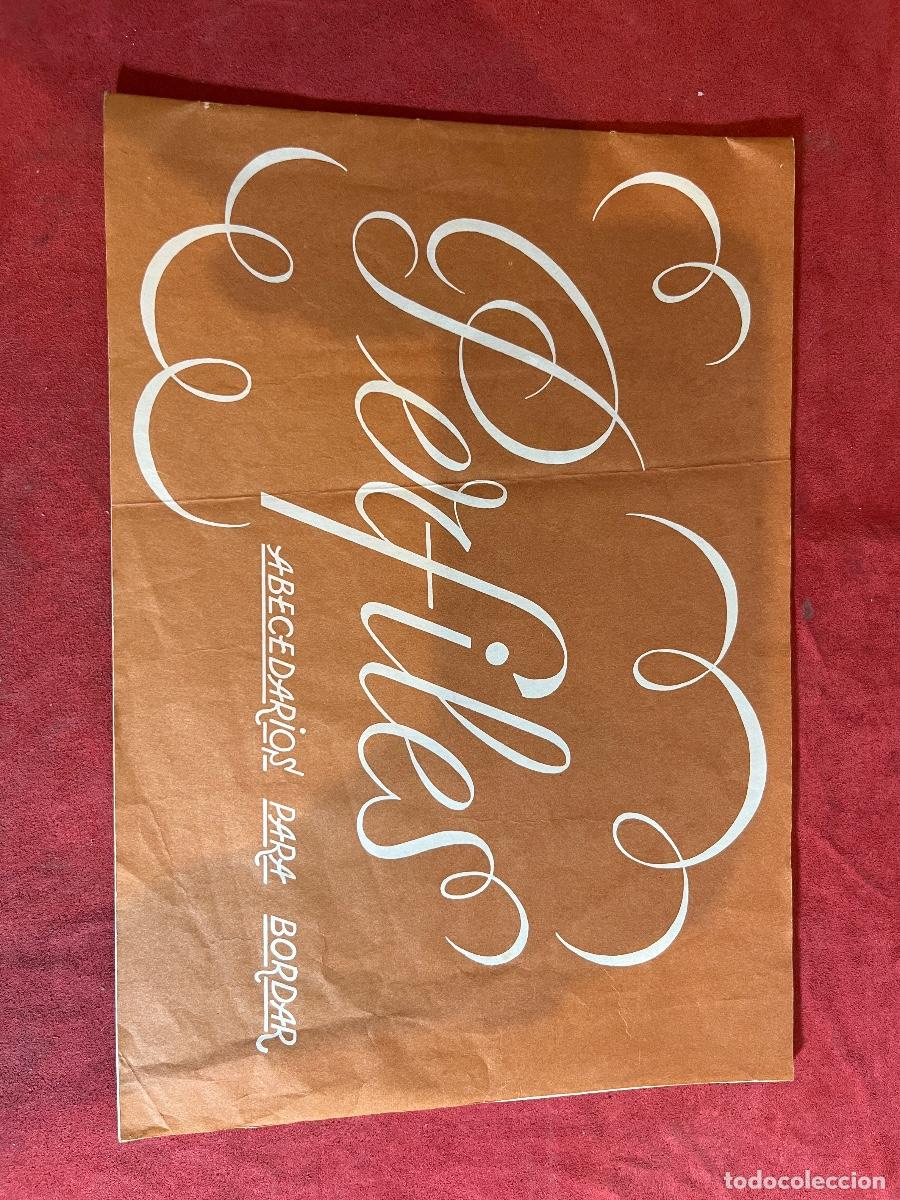 Perfiles
ABECEDARIOS PARA BORDAR
todocoleccion